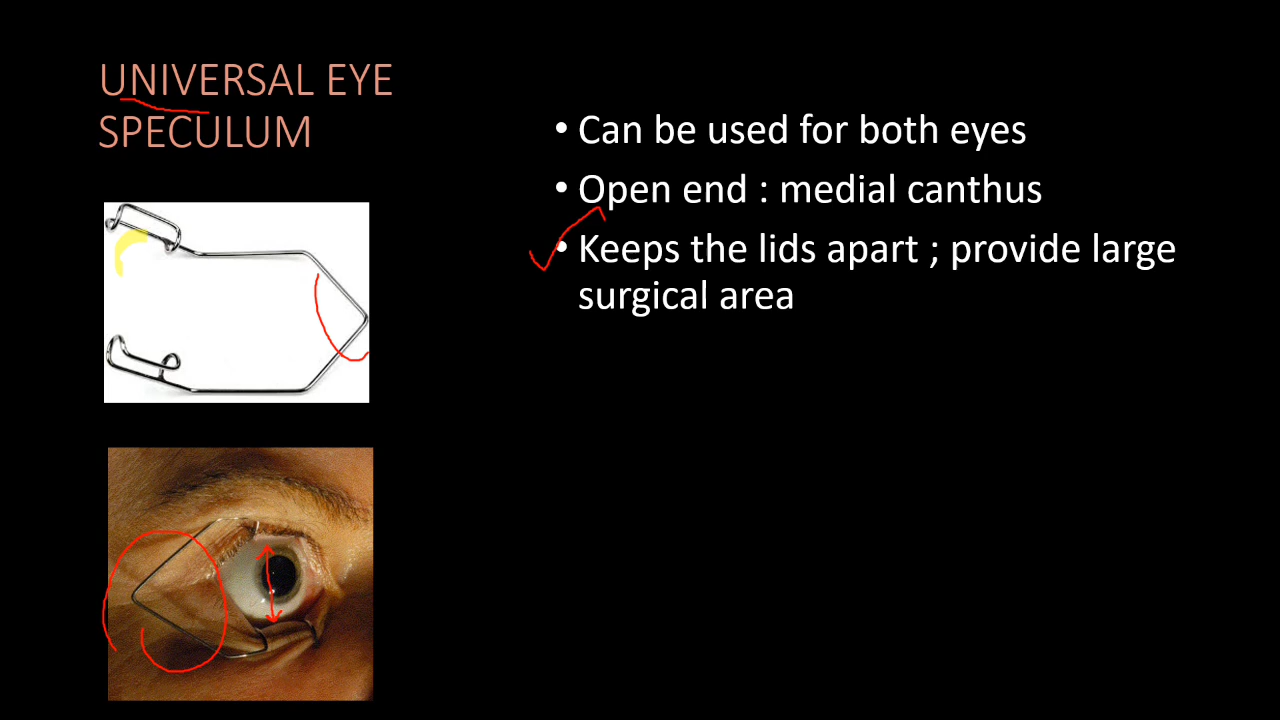 UNIVERSAL EYE
SPECULUM
• Can be used for both eyes
• Open end : medial canthus
• Keeps the lids apart ; provide large
surgical area